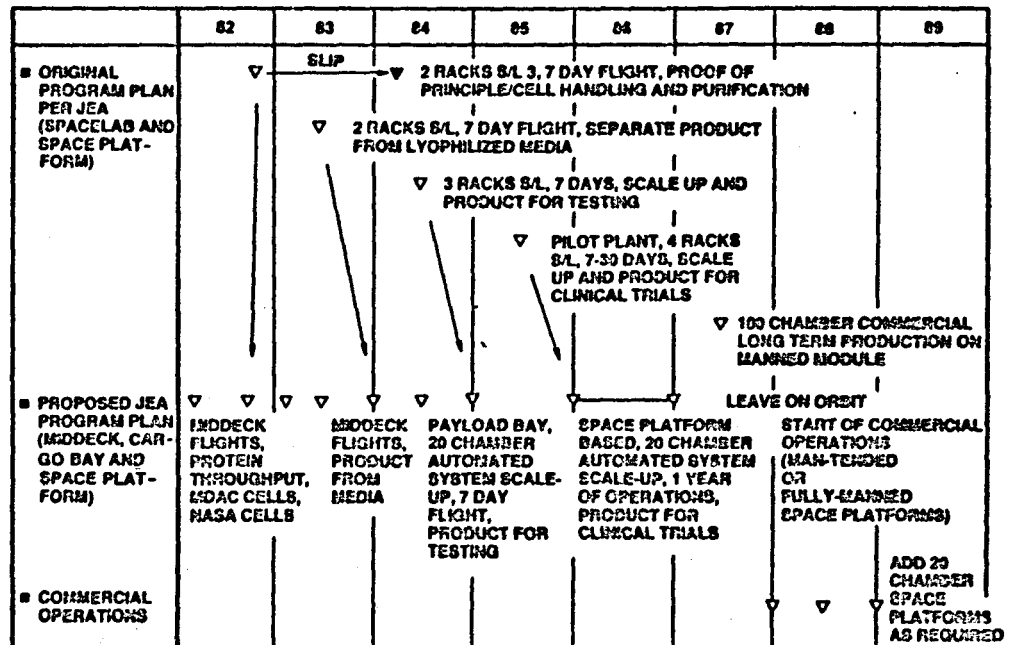 82 83 84 85 86 87 88 89
■ ORIGINAL
PROGRAM PLAN
PER JEA
(SPACELAB AND
SPACE PLAT-
FORM)
SLIP
2 RACKS S/L 3, 7 DAY FLIGHT, PROOF OF
PRINCIPLE/CELL HANDLING AND PURIFICATION
2 RACKS S/L, 7 DAY FLIGHT, SEPARATE PRODUCT
FROM LYOPHILIZED MEDIA
3 RACKS S/L, 7 DAYS, SCALE UP AND
PRODUCT FOR TESTING
PILOT PLANT, 4 RACKS
S/L, 7-30 DAYS, SCALE
UP AND PRODUCT FOR
CLINICAL TRIALS
100 CHAMBER COMMERCIAL
LONG TERM PRODUCTION ON
MANNED MODULE
■ PROPOSED JEA
PROGRAM PLAN
(MIDDECK, CAR-
GO BAY AND
SPACE PLAT-
FORM)
MIDDECK
FLIGHTS,
PROTEIN
THROUGHPUT,
MDAC CELLS,
NASA CELLS
MIDDECK
FLIGHTS,
PRODUCT
FROM
MEDIA
PAYLOAD BAY,
20 CHAMBER
AUTOMATED
SYSTEM SCALE-
UP, 7 DAY
FLIGHT,
PRODUCT FOR
TESTING
SPACE PLATFORM
BASED, 20 CHAMBER
AUTOMATED SYSTEM
SCALE-UP, 1 YEAR
OF OPERATIONS,
PRODUCT FOR
CLINICAL TRIALS
LEAVE ON ORBIT
START OF COMMERCIAL
OPERATIONS
(MAN-TENDED
OR
FULLY-MANNED
SPACE PLATFORMS)
■ COMMERCIAL
OPERATIONS
ADD 20
CHAMBER
SPACE
PLATFORMS
AS REQUIRED